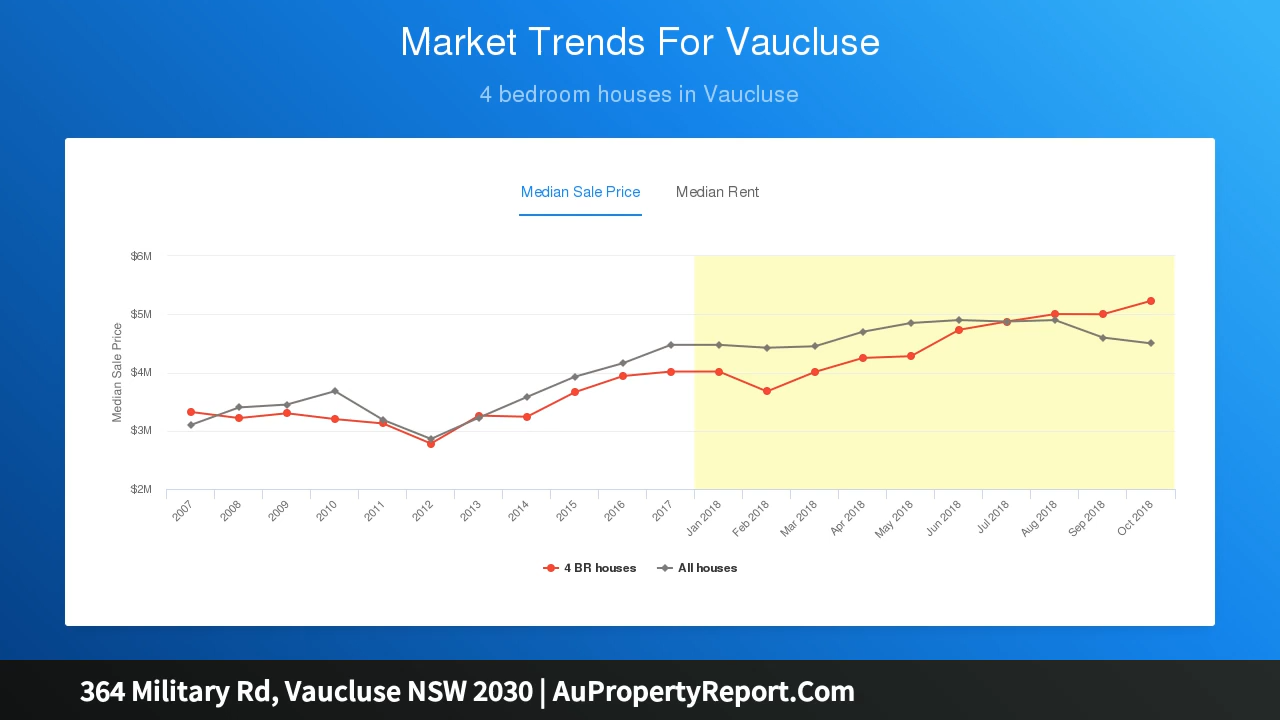 Market Trends For Vaucluse
4 bedroom houses in Vaucluse
Median Sale Price Median Rent
$6M
$5M
$4M
$3M
$2M
Median Sale Price
2007 2008 2009 2010 2011 2012 2013 2014 2015 2016 2017 Jan 2018 Feb 2018 Mar 2018 Apr 2018 May 2018 Jun 2018 Jul 2018 Aug 2018 Sep 2018 Oct 2018
4 BR houses All houses
364 Military Rd, Vaucluse NSW 2030 | AuPropertyReport.Com